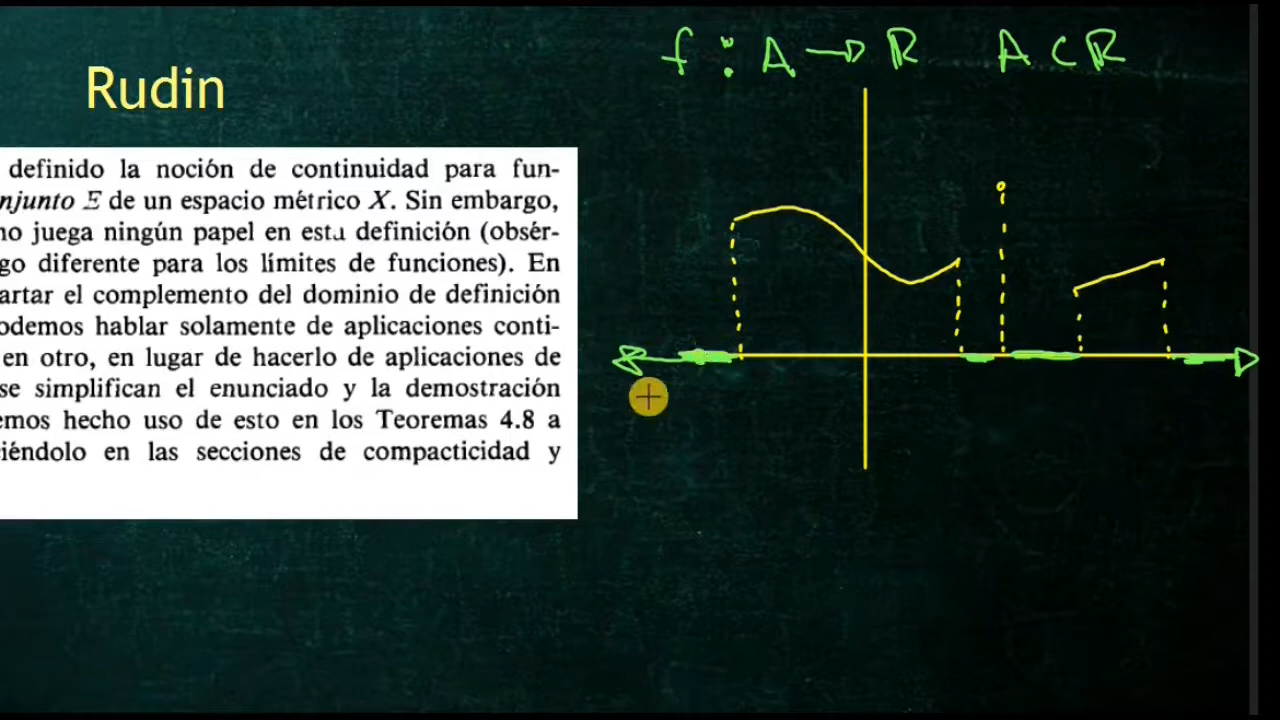 f : A → ℝ A ⊂ ℝ
Rudin
definido la noción de continuidad para fun-
njunto E de un espacio métrico X. Sin embargo,
no juega ningún papel en esta definición (obsér-
go diferente para los límites de funciones). En
artar el complemento del dominio de definición
odemos hablar solamente de aplicaciones conti-
en otro, en lugar de hacerlo de aplicaciones de
se simplifican el enunciado y la demostración
emos hecho uso de esto en los Teoremas 4.8 a
iéndolo en las secciones de compacticidad y